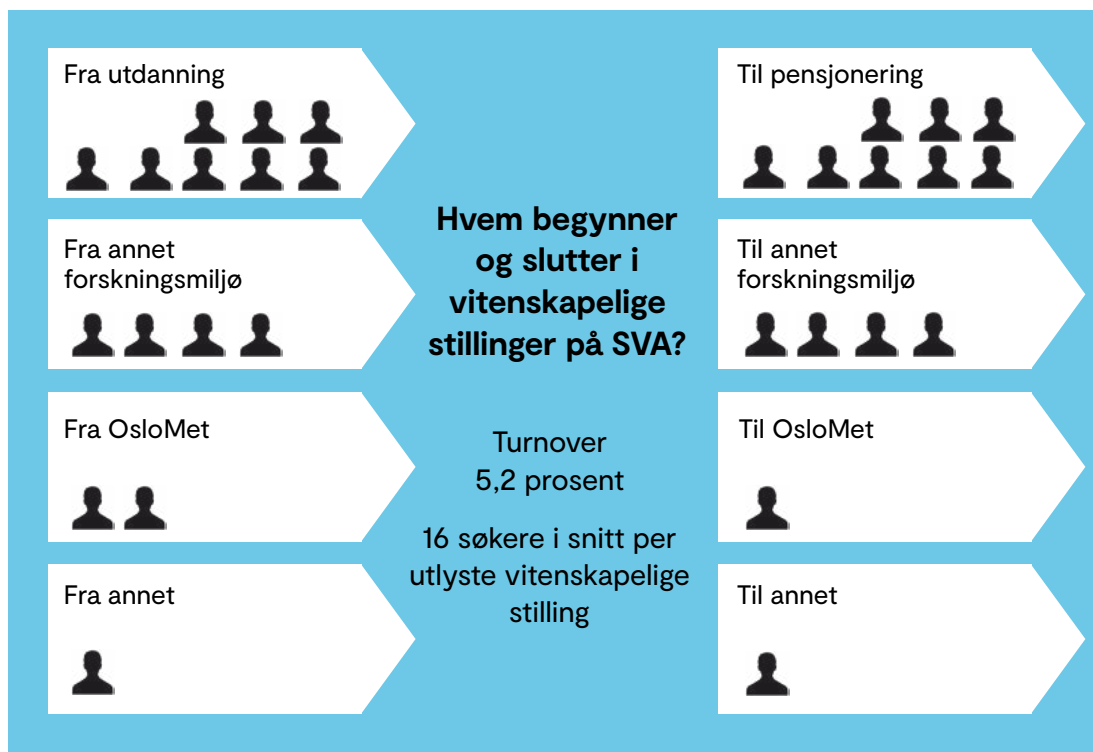 Fra utdanning
Fra annet
forskningsmiljø
Fra OsloMet
Fra annet
Hvem begynner
og slutter i
vitenskapelige
stillinger på SVA?
Turnover
5,2 prosent
16 søkere i snitt per
utlyste vitenskapelige
stilling
Til pensjonering
Til annet
forskningsmiljø
Til OsloMet
Til annet